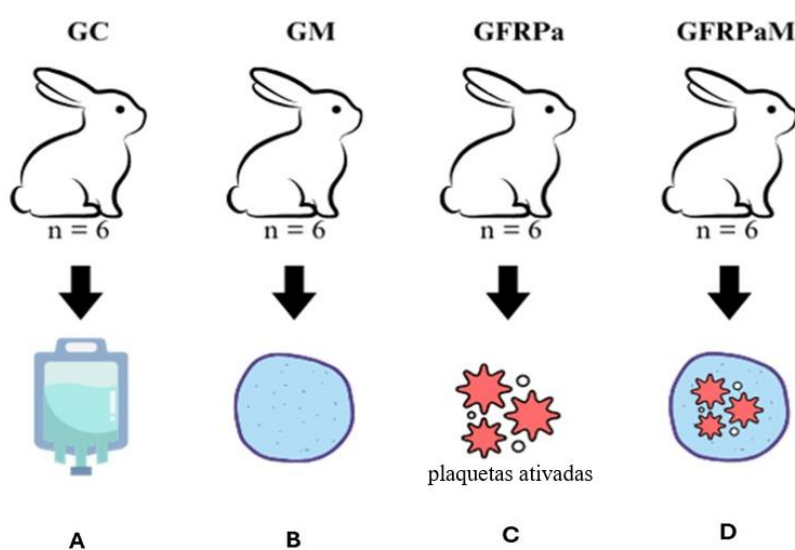 GC GM GFRPa GFRPaM
n = 6 n = 6 n = 6 n = 6
plaquetas ativadas
A B C D